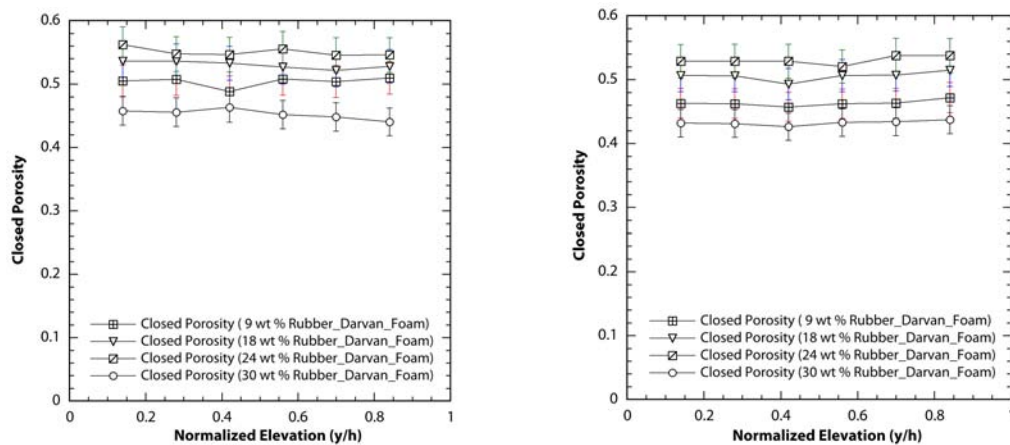 0.6
0.5
0.4
0.3
0.2
0.1
0
Closed Porosity
Closed Porosity ( 9 wt % Rubber_Darvan_Foam)
Closed Porosity (18 wt % Rubber_Darvan_Foam)
Closed Porosity (24 wt % Rubber_Darvan_Foam)
Closed Porosity (30 wt % Rubber_Darvan_Foam)
0 0.2 0.4 0.6 0.8 1
Normalized Elevation (y/h)
0.6
0.5
0.4
0.3
0.2
0.1
0
Closed Porosity
Closed Porosity ( 9 wt % Rubber_Darvan_Foam)
Closed Porosity (18 wt % Rubber_Darvan_Foam)
Closed Porosity (24 wt % Rubber_Darvan_Foam)
Closed Porosity (30 wt % Rubber_Darvan_Foam)
0 0.2 0.4 0.6 0.8 1
Normalized Elevation (y/h)